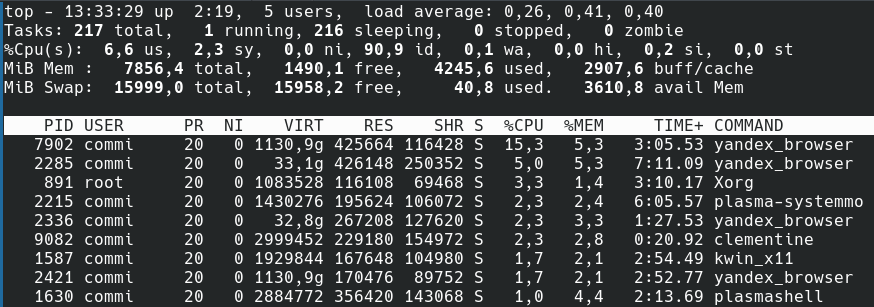 top - 13:33:29 up  2:19,  5 users,  load average: 0,26, 0,41, 0,40
Tasks: 217 total,   1 running, 216 sleeping,   0 stopped,   0 zombie
%Cpu(s):  6,6 us,  2,3 sy,  0,0 ni, 90,9 id,  0,1 wa,  0,0 hi,  0,2 si,  0,0 st
MiB Mem :   7856,4 total,   1490,1 free,   4245,6 used,   2907,6 buff/cache
MiB Swap:  15999,0 total,  15958,2 free,     40,8 used.   3610,8 avail Mem
PID USER      PR  NI    VIRT    RES    SHR S  %CPU  %MEM     TIME+ COMMAND
7902 commi     20   0 1130,9g 425664 116428 S  15,3   5,3   3:05.53 yandex_browser
2285 commi     20   0   33,1g 426148 250352 S   5,0   5,3   7:11.09 yandex_browser
891 root      20   0 1083528 116108  69468 S   3,3   1,4   3:10.17 Xorg
2215 commi     20   0 1430276 195624 106072 S   2,3   2,4   6:05.57 plasma-systemmo
2336 commi     20   0   32,8g 267208 127620 S   2,3   3,3   1:27.53 yandex_browser
9082 commi     20   0 2999452 229180 154972 S   2,3   2,8   0:20.92 clementine
1587 commi     20   0 1929844 167648 104980 S   1,7   2,1   2:54.49 kwin_x11
2421 commi     20   0 1130,9g 170476  89752 S   1,7   2,1   2:52.77 yandex_browser
1630 commi     20   0 2884772 356420 143068 S   1,0   4,4   2:13.69 plasmashell